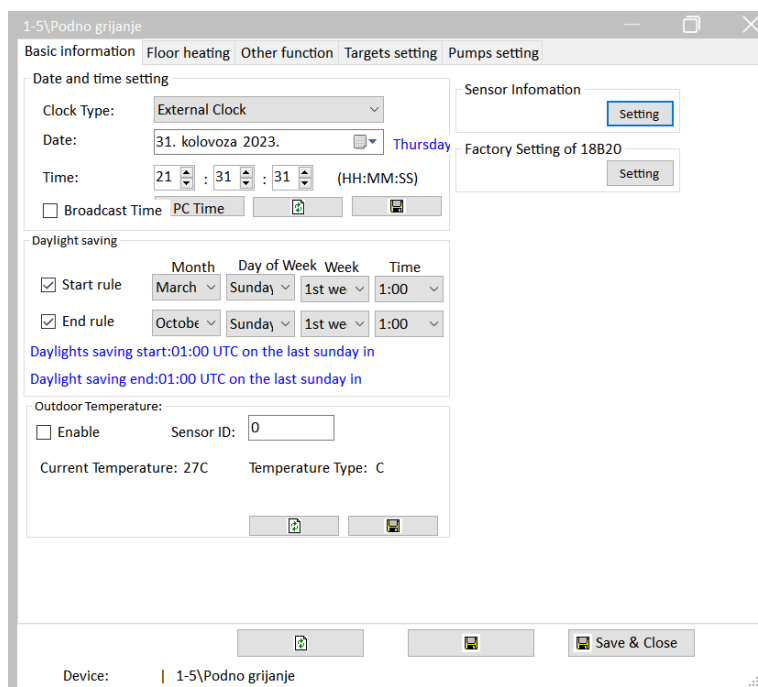 1-5\Podno grijanje
Basic information Floor heating Other function Targets setting Pumps setting
Date and time setting
Clock Type: External Clock
Date: 31. kolovoza 2023. Thursday
Time: 21 : 31 : 31 (HH:MM:SS)
Broadcast Time PC Time
Sensor Infomation
Setting
Factory Setting of 18B20
Setting
Daylight saving
Month Day of Week Week Time
Start rule March Sunday 1st we 1:00
End rule Octobe Sunday 1st we 1:00
Daylights saving start:01:00 UTC on the last sunday in
Daylight saving end:01:00 UTC on the last sunday in
Outdoor Temperature:
Enable Sensor ID: 0
Current Temperature: 27C Temperature Type: C
Save & Close
Device: 1-5\Podno grijanje